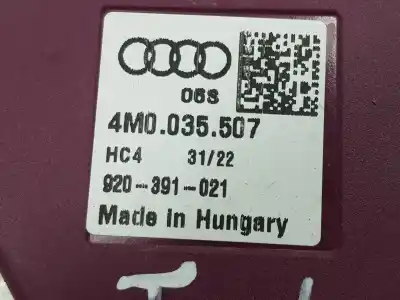 06S
4M0.035.507
HC4 31/22
920-391-021
Made in Hungary